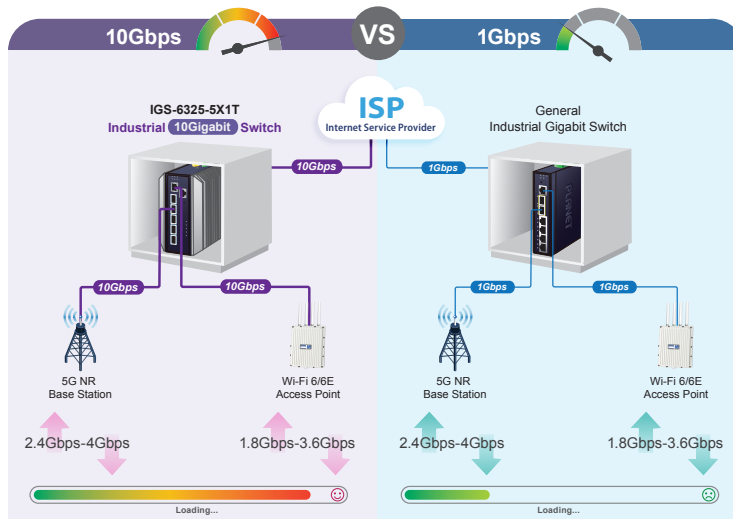 10Gbps
VS
1Gbps
IGS-6325-5X1T
Industrial 10Gigabit Switch
ISP
Internet Service Provider
General
Industrial Gigabit Switch
10Gbps
1Gbps
PLANET
10Gbps
10Gbps
1Gbps
1Gbps
5G NR
Base Station
Wi-Fi 6/6E
Access Point
5G NR
Base Station
Wi-Fi 6/6E
Access Point
2.4Gbps-4Gbps
1.8Gbps-3.6Gbps
2.4Gbps-4Gbps
1.8Gbps-3.6Gbps
Loading...
Loading...